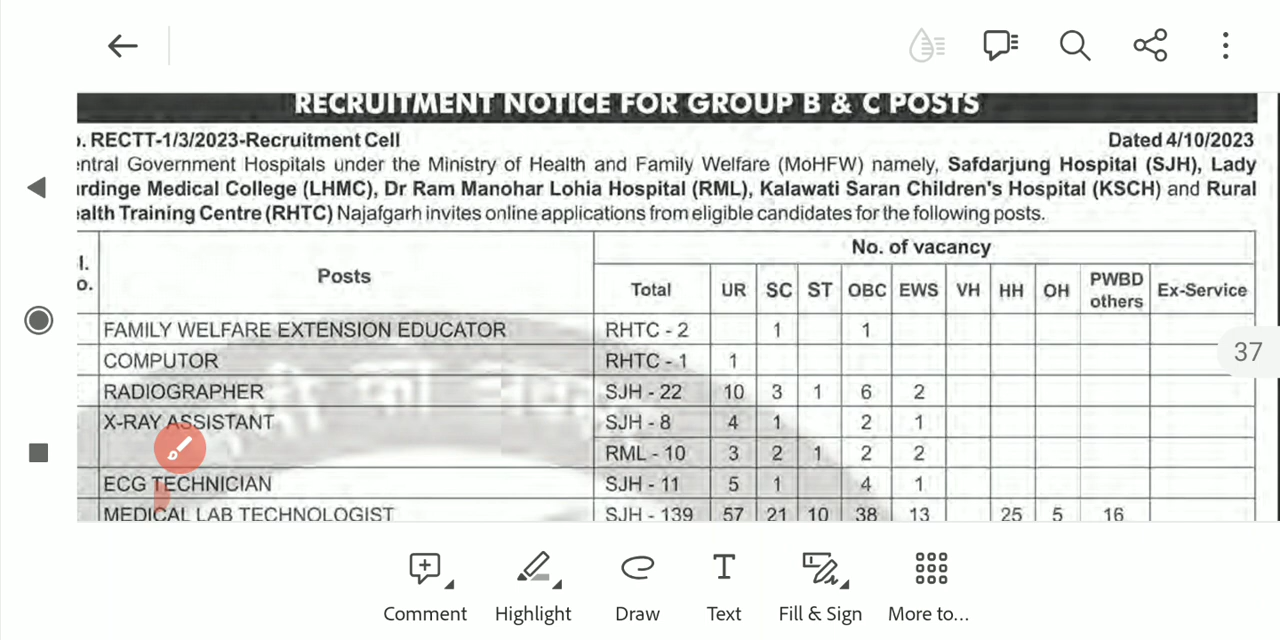 RECRUITMENT NOTICE FOR GROUP B & C POSTS
. RECTT-1/3/2023-Recruitment Cell Dated 4/10/2023
entral Government Hospitals under the Ministry of Health and Family Welfare (MoHFW) namely, Safdarjung Hospital (SJH), Lady
rdinge Medical College (LHMC), Dr Ram Manohar Lohia Hospital (RML), Kalawati Saran Children's Hospital (KSCH) and Rural
ealth Training Centre (RHTC) Najafgarh invites online applications from eligible candidates for the following posts.
l. o. Posts No. of vacancy
Total UR SC ST OBC EWS VH HH OH PWBD others Ex-Service
FAMILY WELFARE EXTENSION EDUCATOR RHTC - 2 1 1
COMPUTOR RHTC - 1 1
37
RADIOGRAPHER SJH - 22 10 3 1 6 2
X-RAY ASSISTANT SJH - 8 4 1 2 1
RML - 10 3 2 1 2 2
ECG TECHNICIAN SJH - 11 5 1 4 1
MEDICAL LAB TECHNOLOGIST SJH - 139 57 21 10 38 13 25 5 16
Comment Highlight Draw Text Fill & Sign More to...